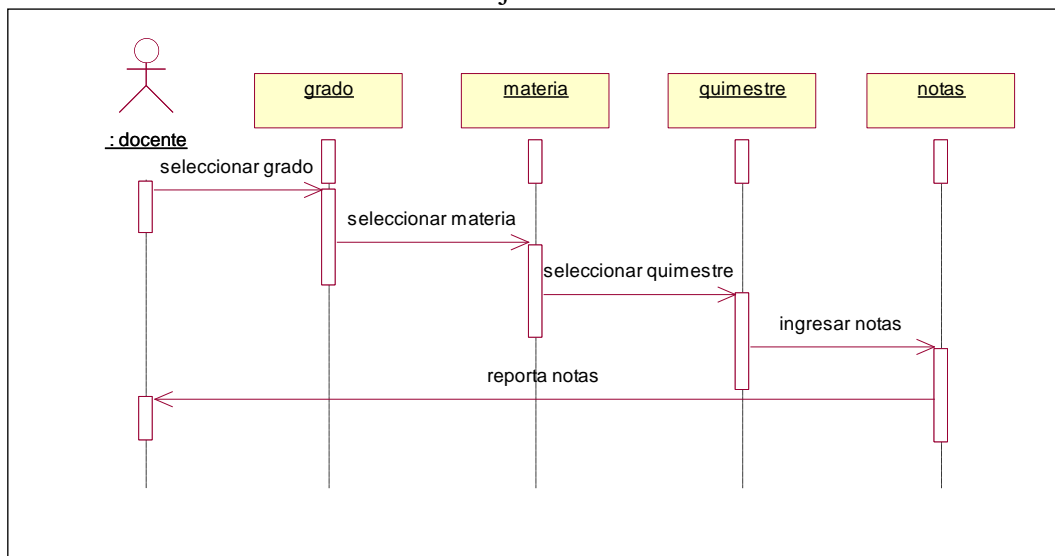 grado
materia
quimestre
notas
: docente
seleccionar grado
seleccionar materia
seleccionar quimestre
ingresar notas
reporta notas